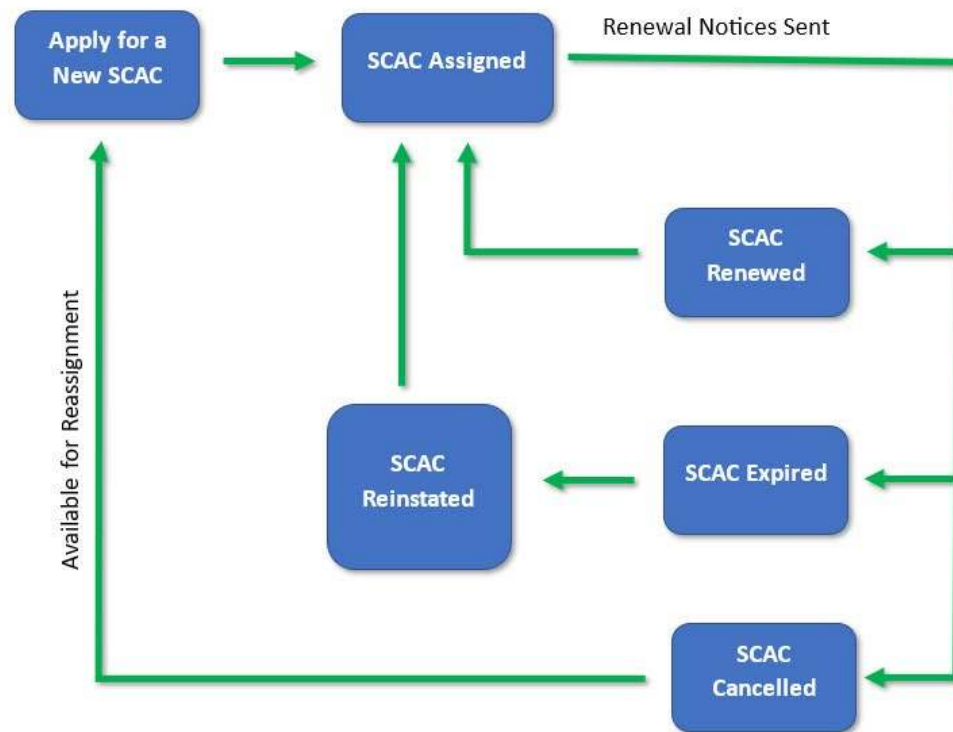 Renewal Notices Sent
Apply for a
New SCAC
SCAC Assigned
SCAC
Renewed
Available for Reassignment
SCAC
Reinstated
SCAC Expired
SCAC
Cancelled